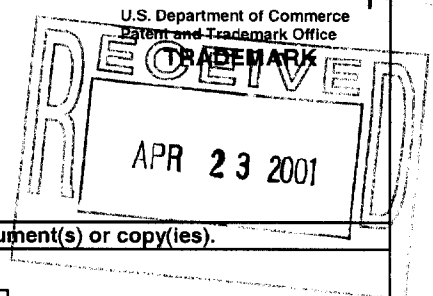 U.S. Department of Commerce
Patent and Trademark Office
TRADEMARK
RECEIVED
APR 23 2001
ument(s) or copy(ies).